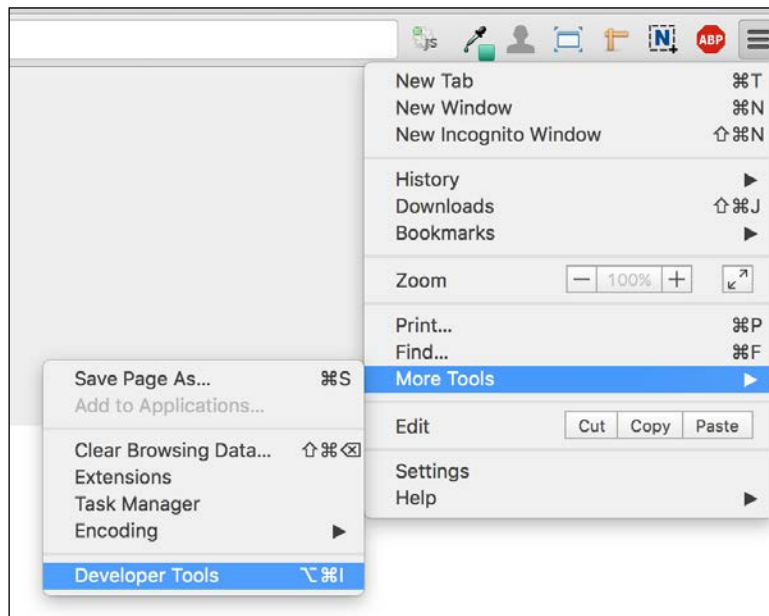 js
N
ABP
New Tab ⌘T
New Window ⌘N
New Incognito Window ⇧⌘N
History ▶
Downloads ⇧⌘J
Bookmarks ▶
Zoom — 100% +
Print... ⌘P
Find... ⌘F
More Tools ▶
Edit Cut Copy Paste
Settings
Help ▶
Save Page As... ⌘S
Add to Applications...
Clear Browsing Data... ⇧⌘⌫
Extensions
Task Manager
Encoding ▶
Developer Tools ⌥⌘I